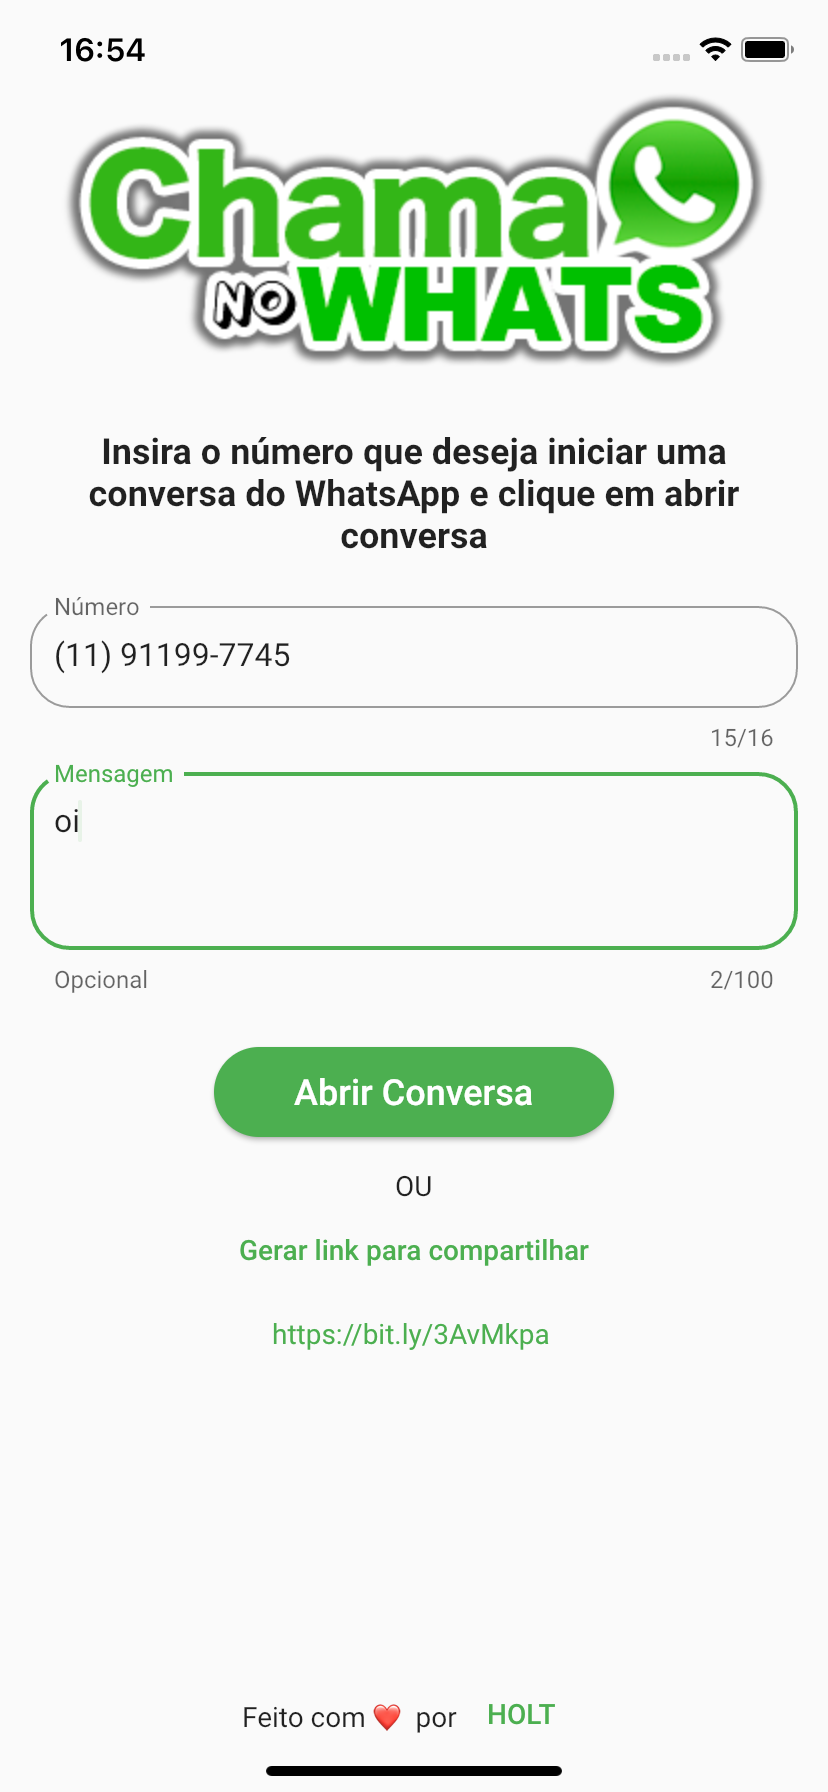 16:54
Chama
NO WHATS
Insira o número que deseja iniciar uma
conversa do WhatsApp e clique em abrir
conversa
Número
(11) 91199-7745
15/16
Mensagem
oi
Opcional 2/100
Abrir Conversa
OU
Gerar link para compartilhar
https://bit.ly/3AvMkpa
Feito com ❤️ por HOLT